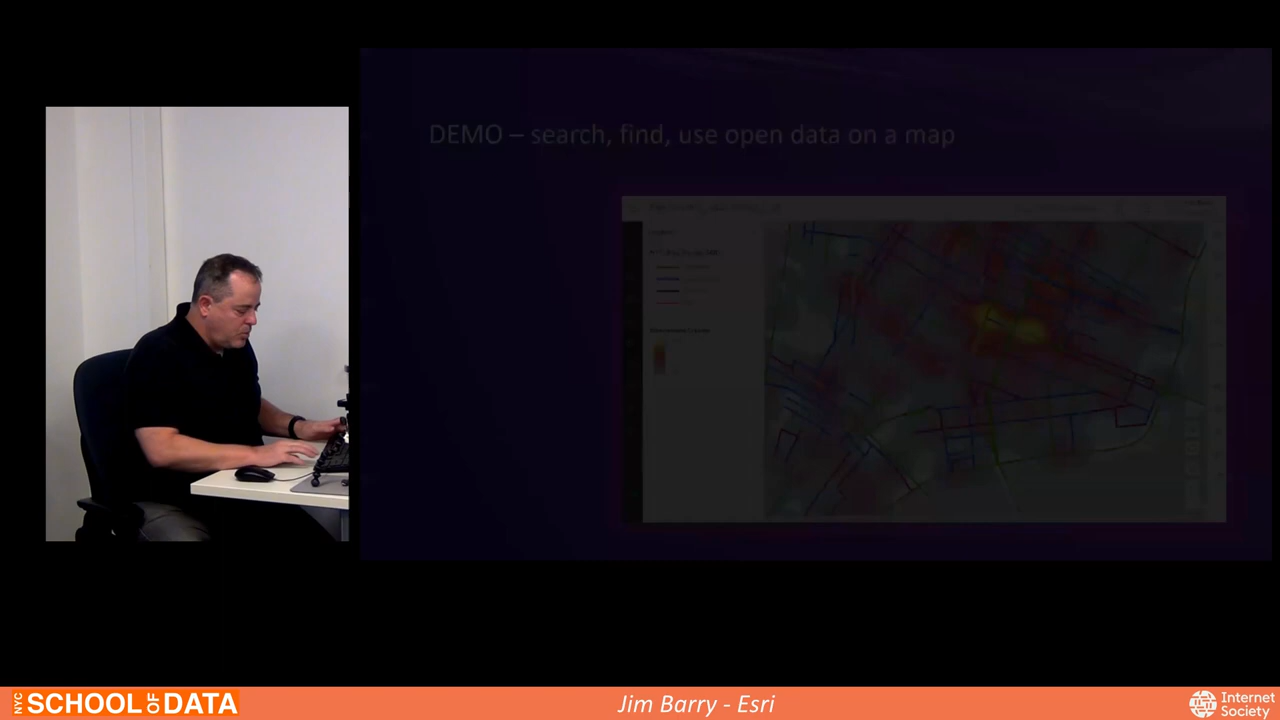 DEMO – search, find, use open data on a map
NYC SCHOOL OF DATA
Jim Barry - Esri
Internet
Society